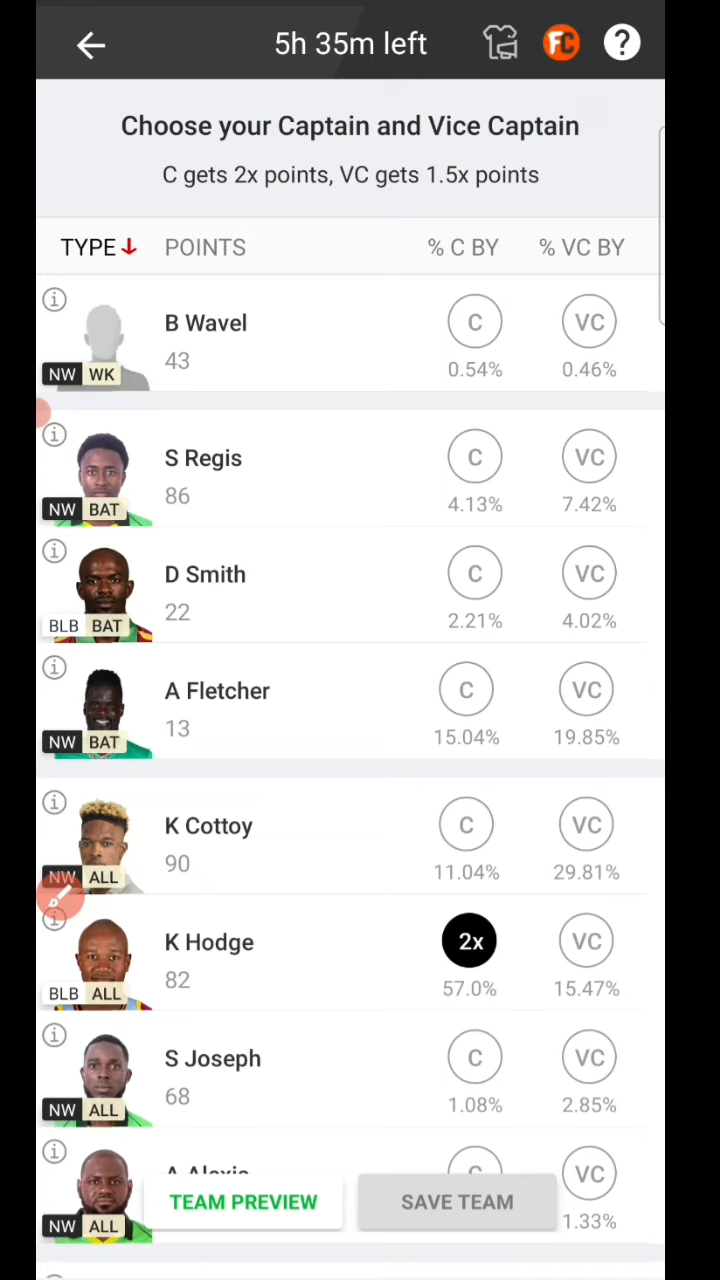 5h 35m left
FC
?
Choose your Captain and Vice Captain
C gets 2x points, VC gets 1.5x points
TYPE POINTS % C BY % VC BY
B Wavel
43
NW WK
C
VC
0.54%
0.46%
S Regis
86
NW BAT
C
VC
4.13%
7.42%
D Smith
22
BLB BAT
C
VC
2.21%
4.02%
A Fletcher
13
NW BAT
C
VC
15.04%
19.85%
K Cottoy
90
NW ALL
C
VC
11.04%
29.81%
K Hodge
82
BLB ALL
2x
VC
57.0%
15.47%
S Joseph
68
NW ALL
C
VC
1.08%
2.85%
A Alexis
NW ALL
C
VC
1.33%
TEAM PREVIEW
SAVE TEAM